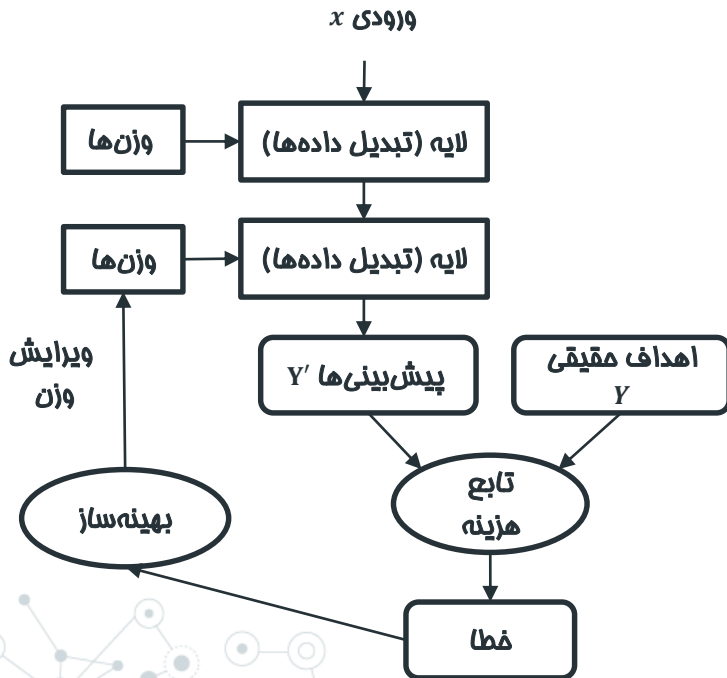 ورودی x
وزن‌ها
لایه (تبدیل داده‌ها)
وزن‌ها
لایه (تبدیل داده‌ها)
ویرایش
وزن
پیش‌بینی‌ها Y′
اهداف حقیقی
Y
تابع
هزینه
بهینه‌ساز
خطا